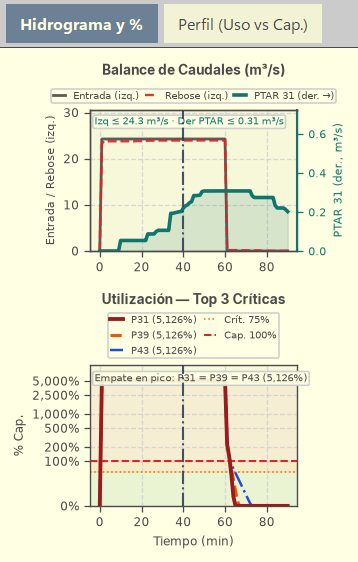 Hidrograma y %
Perfil (Uso vs Cap.)
Balance de Caudales (m³/s)
Entrada (izq.)
Rebose (izq.)
PTAR 31 (der. →)
Izq ≤ 24.3 m³/s · Der PTAR ≤ 0.31 m³/s
Entrada / Rebose (izq.)
30
20
10
0
PTAR 31 (der., m³/s)
0.6
0.4
0.2
0.0
0
20
40
60
80
Utilización — Top 3 Críticas
P31 (5,126%)
P39 (5,126%)
P43 (5,126%)
Crít. 75%
Cap. 100%
Empate en pico: P31 = P39 = P43 (5,126%)
% Cap.
5,000%
2,500%
1,000%
500%
200%
100%
0%
0
20
40
60
80
Tiempo (min)